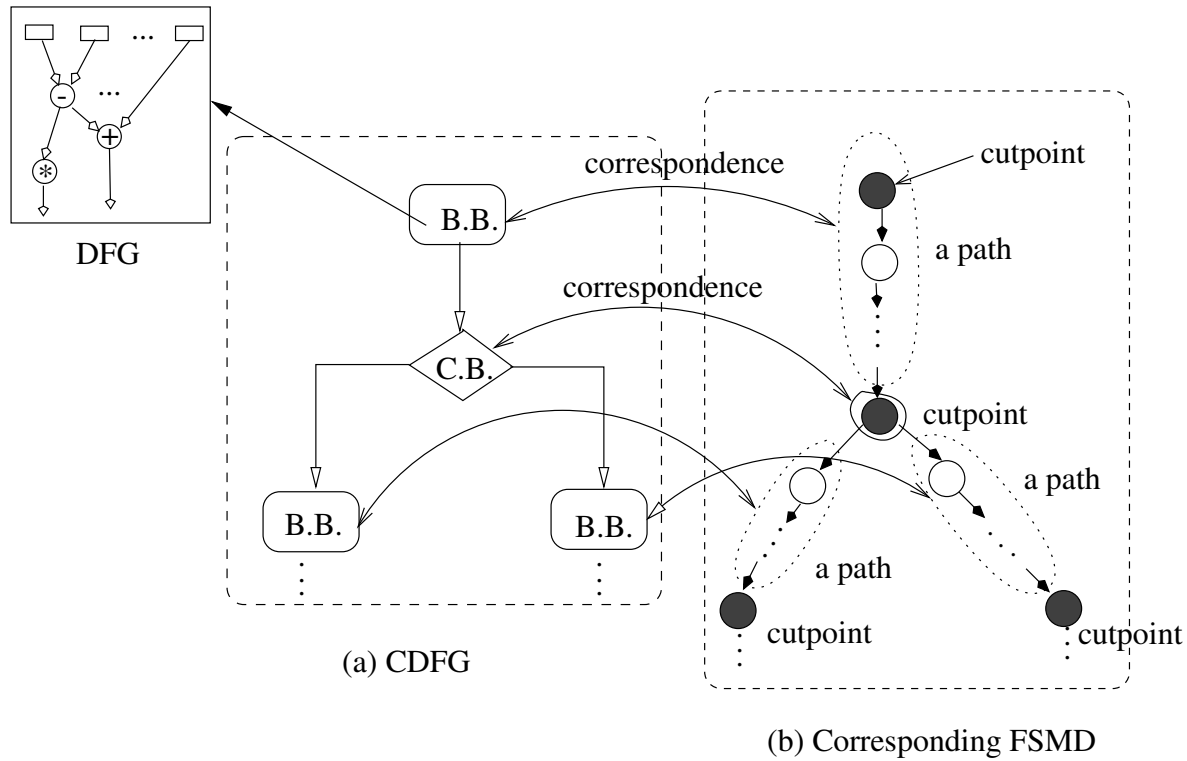 ...
-
...
+
*
DFG
correspondence
cutpoint
B.B.
a path
correspondence
C.B.
cutpoint
a path
B.B.
B.B.
a path
cutpoint
cutpoint
(a) CDFG
(b) Corresponding FSMD